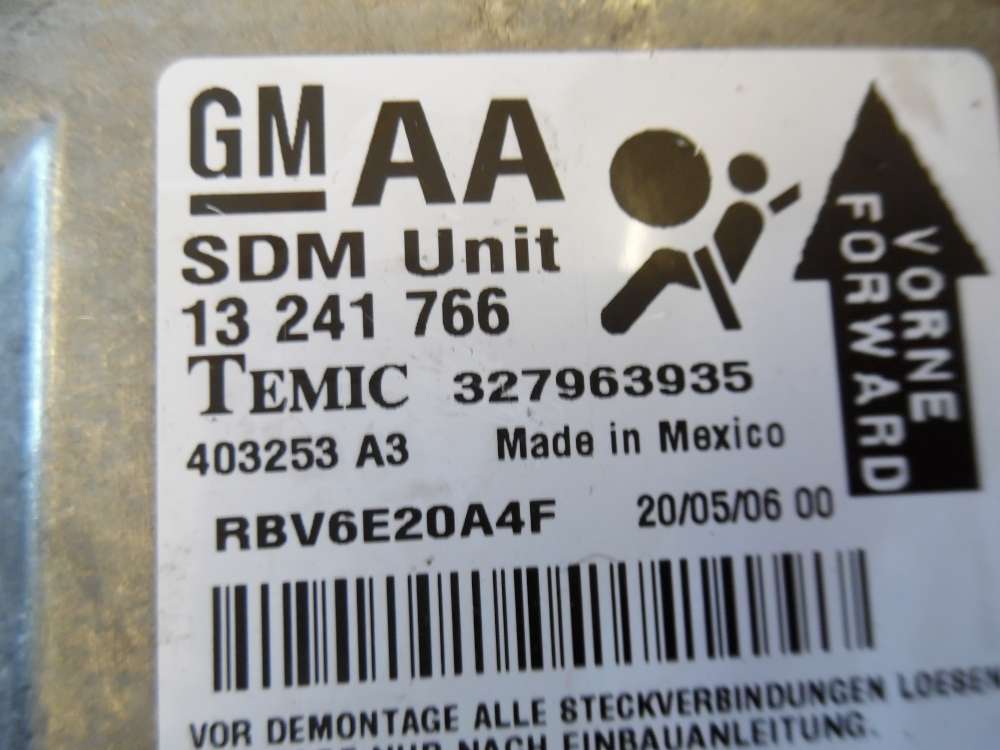 GM AA
SDM Unit
13 241 766
TEMIC 327963935
403253 A3 Made in Mexico
RBV6E20A4F 20/05/06 00
VORNE
FORWARD
VOR DEMONTAGE ALLE STECKVERBINDUNGEN LOESEN
NUR NACH EINBAUANLEITUNG.